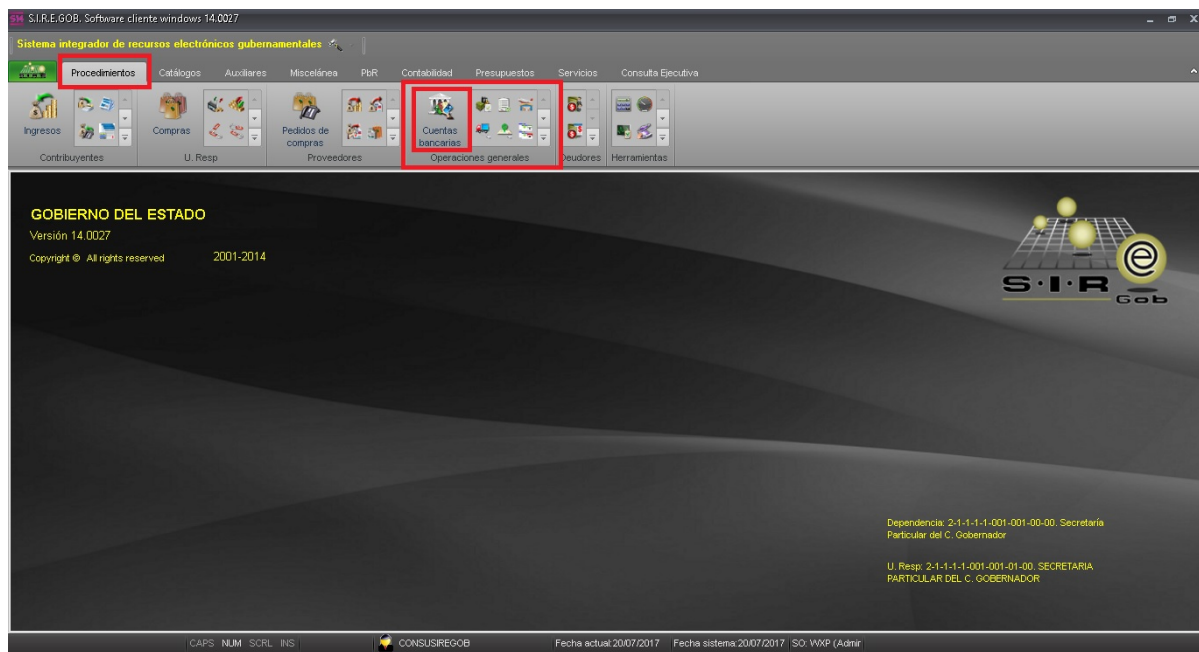 S.I.R.E.GOB. Software cliente windows 14.0027
Sistema integrador de recursos electrónicos gubernamentales
Procedimientos Catálogos Auxiliares Miscelánea PbR Contabilidad Presupuestos Servicios Consulta Ejecutiva
Ingresos
Compras
Pedidos de
compras
Cuentas
bancarias
Contribuyentes U. Resp Proveedores Operaciones generales Deudores Herramientas
GOBIERNO DEL ESTADO
Versión 14.0027
Copyright © All rights reserved 2001-2014
S·I·R e
Gob
Dependencia: 2-1-1-1-1-001-001-00-00. Secretaría
Particular del C. Gobernador
U. Resp: 2-1-1-1-1-001-001-01-00. SECRETARIA
PARTICULAR DEL C. GOBERNADOR
CAPS NUM SCRL INS CONSUSIREGOB Fecha actual:20/07/2017 Fecha sistema:20/07/2017 SO: WXP (Admir